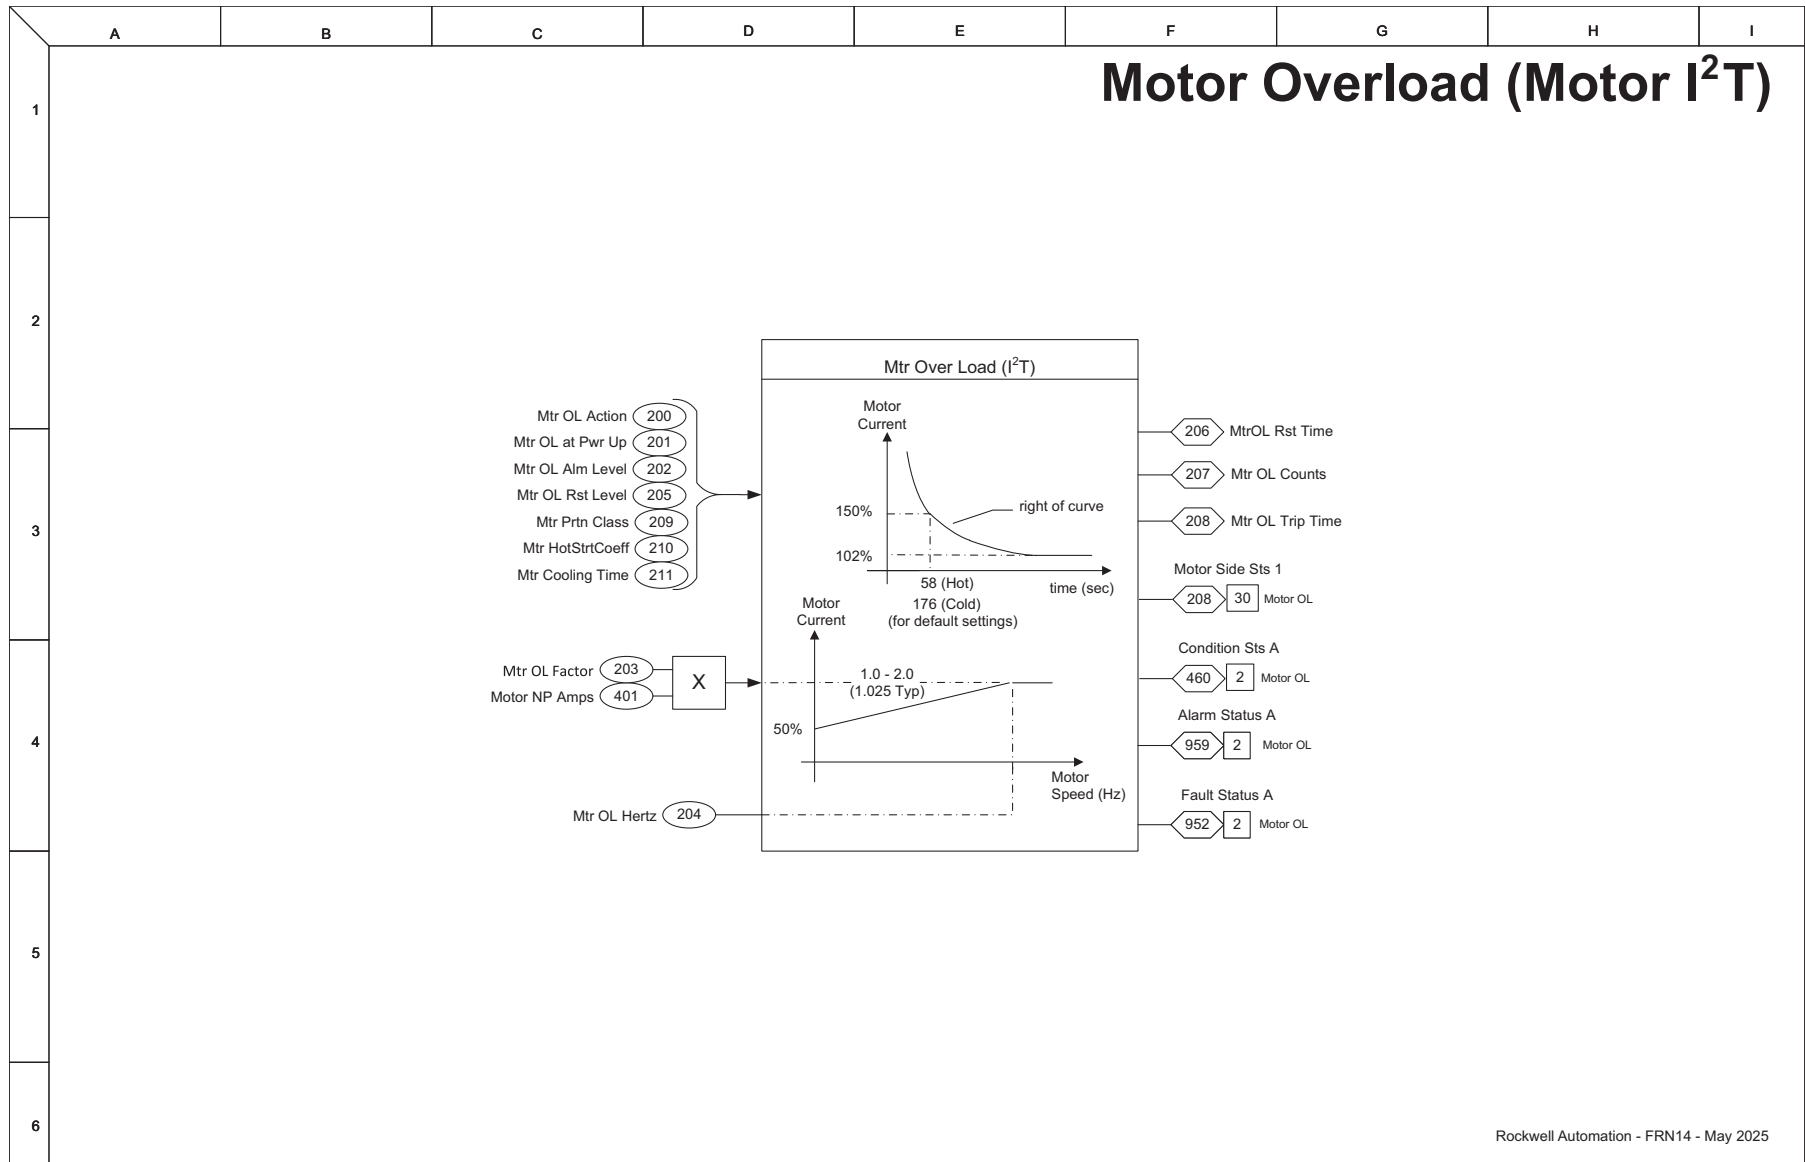 A B C D E F G H I
Motor Overload (Motor I²T)
1
2
3
4
5
6
Mtr OL Action 200
Mtr OL at Pwr Up 201
Mtr OL Alm Level 202
Mtr OL Rst Level 205
Mtr Prtn Class 209
Mtr HotStrtCoeff 210
Mtr Cooling Time 211
Mtr OL Factor 203
Motor NP Amps 401
X
Mtr OL Hertz 204
Mtr Over Load (I²T)
Motor
Current
150%
right of curve
102%
58 (Hot)
time (sec)
176 (Cold)
(for default settings)
Motor
Current
1.0 - 2.0
(1.025 Typ)
50%
Motor
Speed (Hz)
206 MtrOL Rst Time
207 Mtr OL Counts
208 Mtr OL Trip Time
Motor Side Sts 1
208 30 Motor OL
Condition Sts A
460 2 Motor OL
Alarm Status A
959 2 Motor OL
Fault Status A
952 2 Motor OL
Rockwell Automation - FRN14 - May 2025